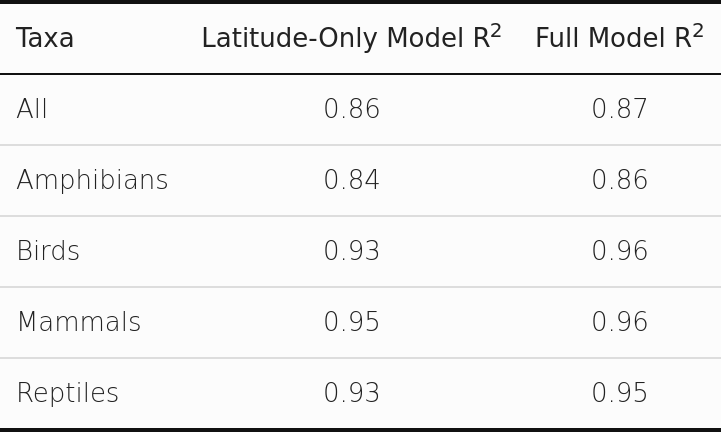 Taxa Latitude-Only Model R² Full Model R²
All 0.86 0.87
Amphibians 0.84 0.86
Birds 0.93 0.96
Mammals 0.95 0.96
Reptiles 0.93 0.95